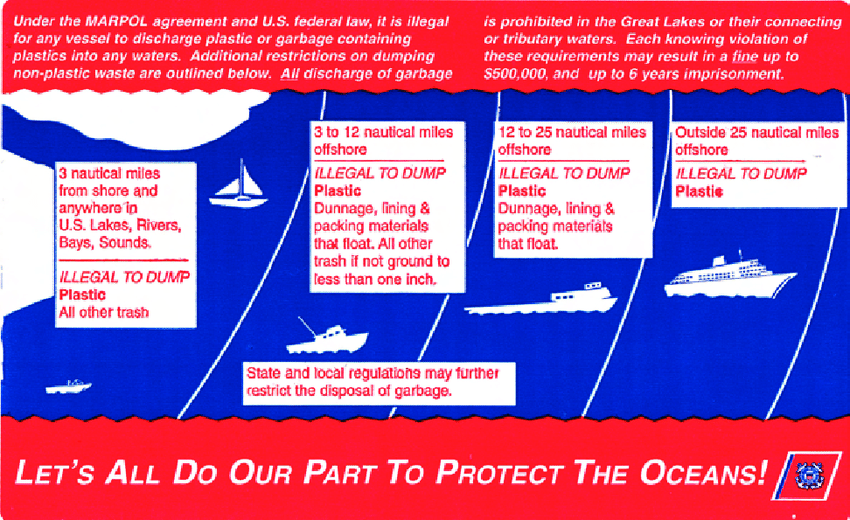 Under the MARPOL agreement and U.S. federal law, it is illegal
for any vessel to discharge plastic or garbage containing
plastics into any waters. Additional restrictions on dumping
non-plastic waste are outlined below. All discharge of garbage
is prohibited in the Great Lakes or their connecting
or tributary waters. Each knowing violation of
these requirements may result in a fine up to
$500,000, and up to 6 years imprisonment.
3 nautical miles
from shore and
anywhere in
U.S. Lakes, Rivers,
Bays, Sounds.
ILLEGAL TO DUMP
Plastic
All other trash
3 to 12 nautical miles
offshore
ILLEGAL TO DUMP
Plastic
Dunnage, lining &
packing materials
that float. All other
trash if not ground to
less than one inch.
12 to 25 nautical miles
offshore
ILLEGAL TO DUMP
Plastic
Dunnage, lining &
packing materials
that float.
Outside 25 nautical miles
offshore
ILLEGAL TO DUMP
Plastic
State and local regulations may further
restrict the disposal of garbage.
LET'S ALL DO OUR PART TO PROTECT THE OCEANS!